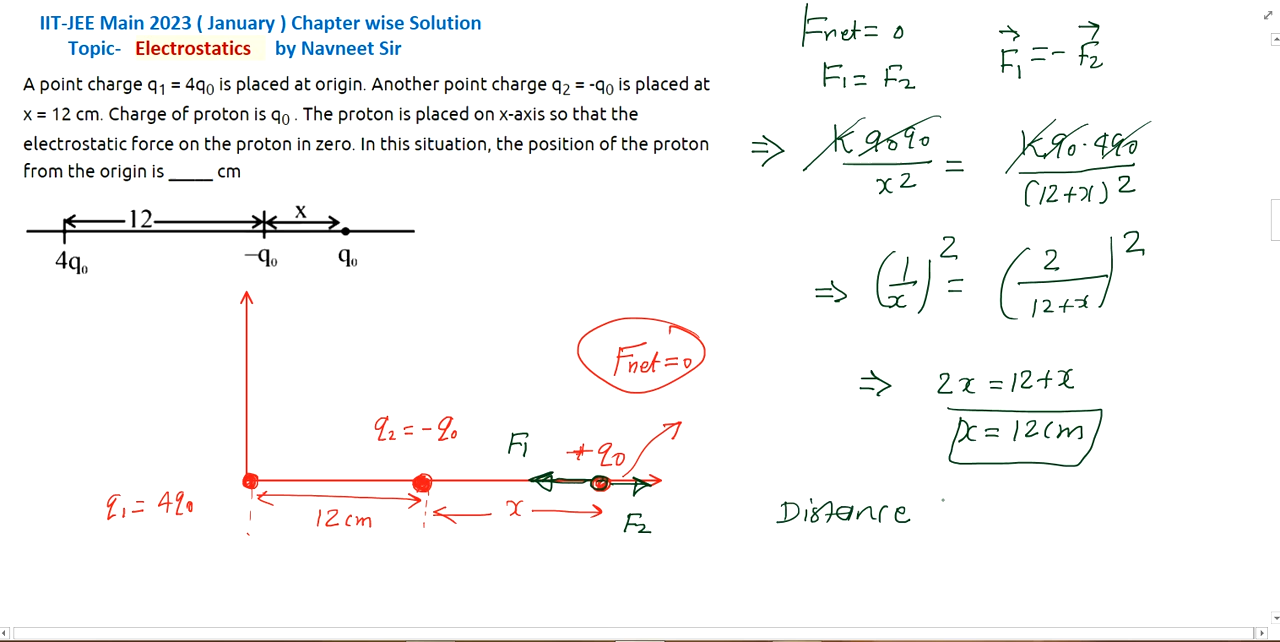 IIT-JEE Main 2023 ( January ) Chapter wise Solution
Topic- Electrostatics by Navneet Sir
A point charge q₁ = 4q₀ is placed at origin. Another point charge q₂ = -q₀ is placed at
x = 12 cm. Charge of proton is q₀ . The proton is placed on x-axis so that the
electrostatic force on the proton in zero. In this situation, the position of the proton
from the origin is _____ cm
12 x
4q₀ −q₀ q₀
Fnet=0
q₂ = -q₀
F₁ +q₀
q₁ = 4q₀
12cm x F₂
Fnet= 0
F₁ = - F₂
F₁= F₂
⇒ K q₀ q₀ / x² = K q₀ · 4q₀ / (12+x)²
⇒ (1/x)² = (2/12+x)²
⇒ 2x = 12+x
x = 12cm
Distance